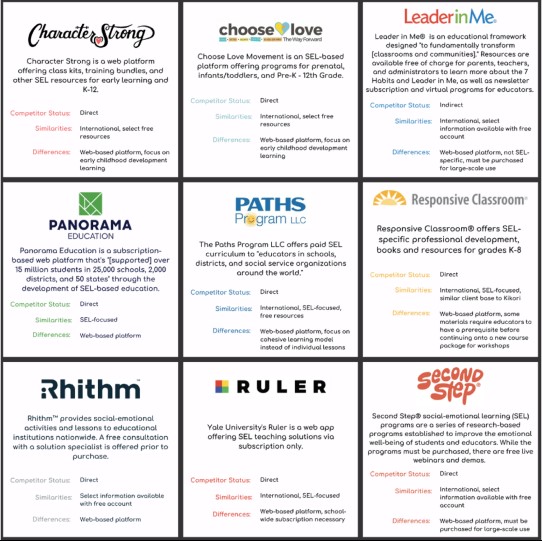 CharacterStrong
Character Strong is a web platform
offering class kits, training bundles, and
other SEL resources for early learning and
K-12.
Competitor Status: Direct
Similarities: International, select free
resources
Differences: Web-based platform, focus on
early childhood development
learning
choose love
The Way Forward
Choose Love Movement is an SEL-based
platform offering programs for prenatal,
infants/toddlers, and Pre-K - 12th Grade.
Competitor Status: Direct
Similarities: International, select free
resources
Differences: Web-based platform, focus on
early childhood development
learning
LeaderinMe®
Leader in Me® is an educational framework
designed "to fundamentally transform
[classrooms and communities]." Resources are
available free of charge for parents, teachers,
and administrators to learn more about the 7
Habits and Leader in Me, as well as newsletter
subscription and virtual programs for educators.
Competitor Status: Indirect
Similarities: International, select
information available with free
account
Differences: Web-based platform, not SEL-
specific, must be purchased
for large-scale use
PANORAMA
EDUCATION
Panorama Education is a subscription-
based web platform that's "[supported] over
15 million students in 25,000 schools, 2,000
districts, and 50 states" through the
development of SEL-based education.
Competitor Status: Direct
Similarities: SEL-focused
Differences: Web-based platform
PATHS
Program LLC
The Paths Program LLC offers paid SEL
curriculum to "educators in schools,
districts, and social service organizations
around the world."
Competitor Status: Direct
Similarities: International, SEL-focused,
free resources
Differences: Web-based platform, focus on
cohesive learning model
instead of individual lessons
Responsive Classroom®
Responsive Classroom® offers SEL-
specific professional development,
books and resources for grades K-8
Competitor Status: Direct
Similarities: International, SEL-focused,
similar client base to Kikori
Differences: Web-based platform, some
materials require educators to
have a prerequisite before
continuing onto a new course
package for workshops
Rhithm™
Rhithm™ provides social-emotional
activities and lessons to educational
institutions nationwide. A free consultation
with a solution specialist is offered prior to
purchase.
Competitor Status: Direct
Similarities: Select information available
with free account
Differences: Web-based platform
RULER
Yale University's Ruler is a web app
offering SEL teaching solutions via
subscription only.
Competitor Status: Direct
Similarities: International, SEL-focused
Differences: Web-based platform, school-
wide subscription necessary
SECOND
STEP®
Second Step® social-emotional learning (SEL)
programs are a series of research-based
programs established to improve the emotional
well-being of students and educators. While the
programs must be purchased, there are free live
webinars and demos.
Competitor Status: Direct
Similarities: International, select
information available with free
account
Differences: Web-based platform, must be
purchased for large-scale use